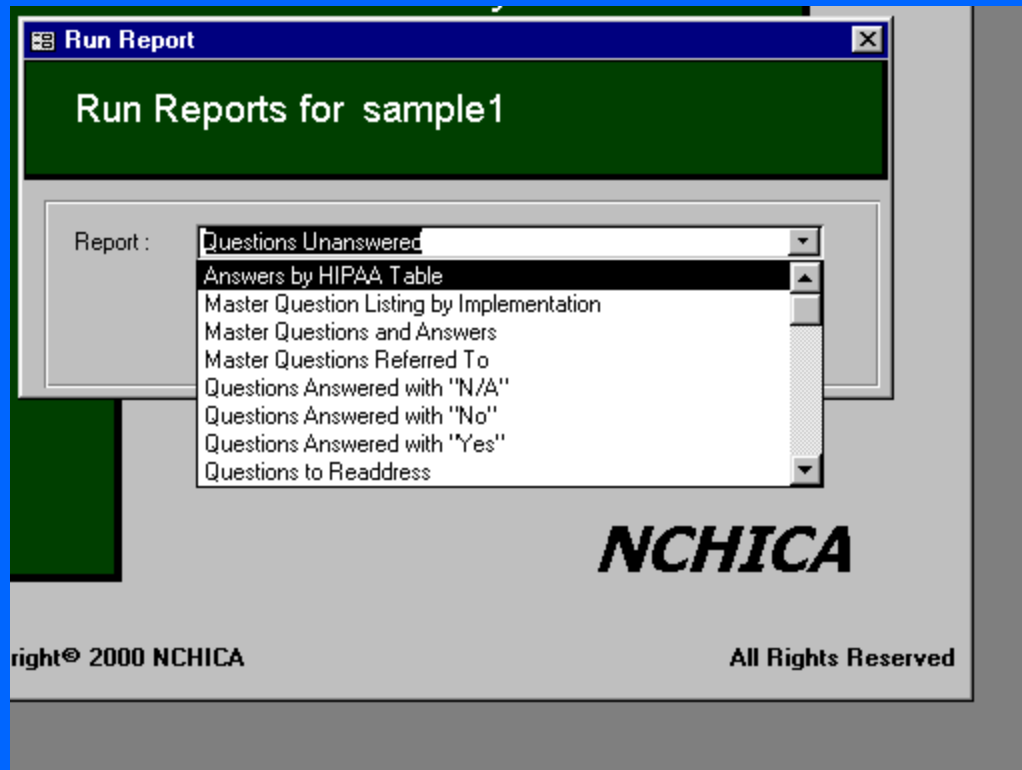 Run Report
Run Reports for sample1
Report : Questions Unanswered
Answers by HIPAA Table
Master Question Listing by Implementation
Master Questions and Answers
Master Questions Referred To
Questions Answered with "N/A"
Questions Answered with "No"
Questions Answered with "Yes"
Questions to Readdress
NCHICA
right© 2000 NCHICA All Rights Reserved